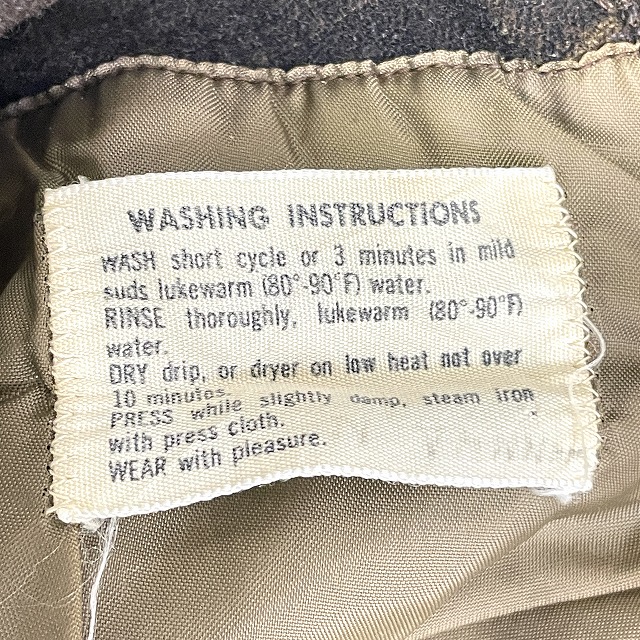 WASHING INSTRUCTIONS
WASH short cycle or 3 minutes in mild
suds lukewarm (80°-90°F) water.
RINSE thoroughly, lukewarm (80°-90°F)
water.
DRY drip, or dryer on low heat not over
10 minutes.
PRESS while slightly damp, steam iron
with press cloth.
WEAR with pleasure.